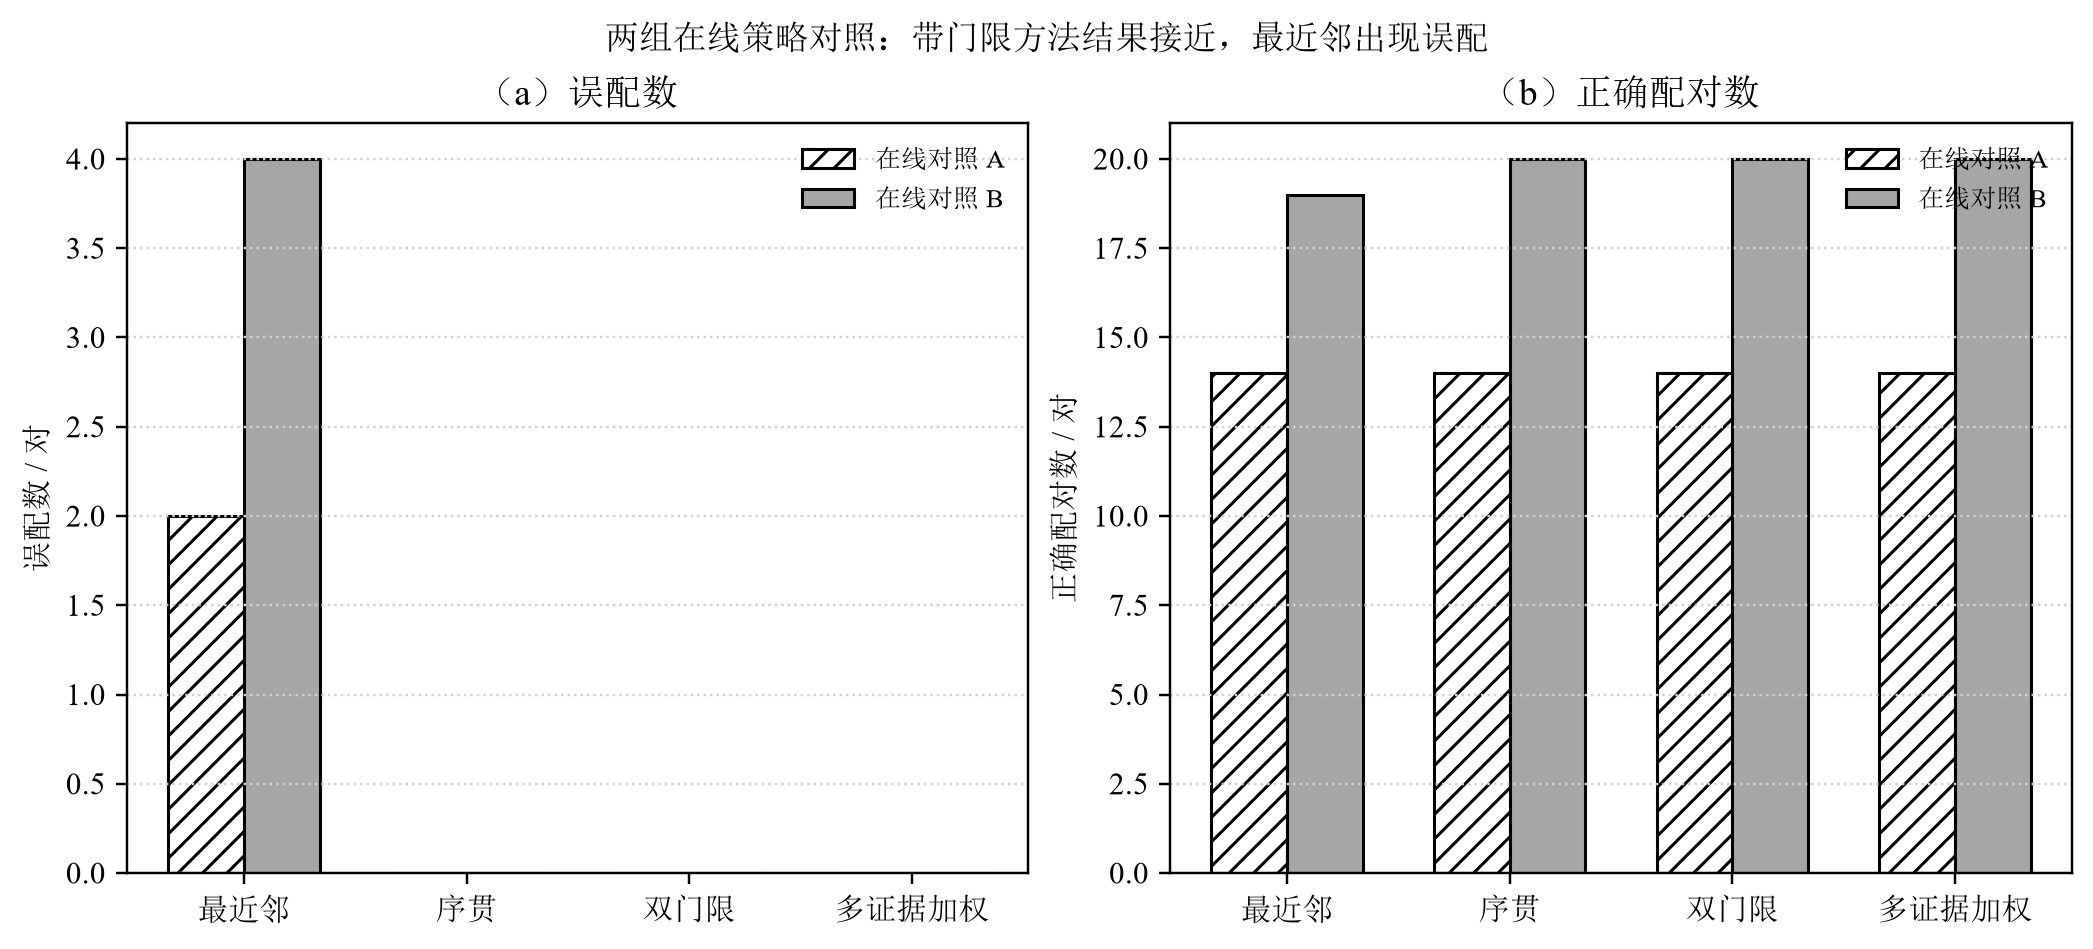 两组在线策略对照：带门限方法结果接近，最近邻出现误配
（a）误配数
误配数 / 对
4.0
3.5
3.0
2.5
2.0
1.5
1.0
0.5
0.0
在线对照 A
在线对照 B
最近邻
序贯
双门限
多证据加权
（b）正确配对数
正确配对数 / 对
20.0
17.5
15.0
12.5
10.0
7.5
5.0
2.5
0.0
在线对照 A
在线对照 B
最近邻
序贯
双门限
多证据加权